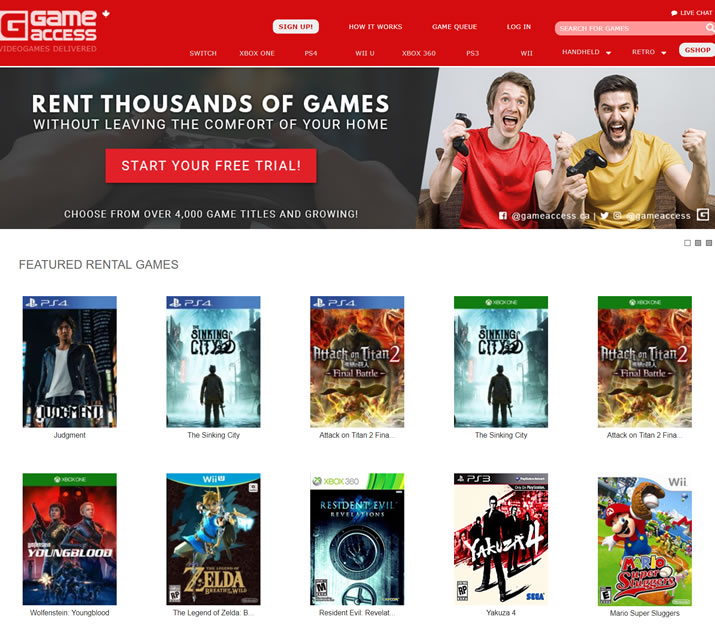 Game access
VIDEOGAMES DELIVERED
LIVE CHAT
SIGN UP! HOW IT WORKS GAME QUEUE LOG IN SEARCH FOR GAMES
SWITCH XBOX ONE PS4 WII U XBOX 360 PS3 WII HANDHELD RETRO GSHOP
RENT THOUSANDS OF GAMES
WITHOUT LEAVING THE COMFORT OF YOUR HOME
START YOUR FREE TRIAL!
CHOOSE FROM OVER 4,000 GAME TITLES AND GROWING!
@gameaccess.ca | @gameaccess
FEATURED RENTAL GAMES
PS4 PS4 PS4 XBOX ONE XBOX ONE
JUDGMENT
THE SINKING CITY
Attack on Titan 2
- Final Battle -
THE SINKING CITY
Attack on Titan 2
- Final Battle -
Judgment The Sinking City Attack on Titan 2 Fina... The Sinking City Attack on Titan 2 Fina...
XBOX ONE Wii U XBOX 360 PS3 Wii
Wolfenstein YOUNGBLOOD
THE LEGEND OF ZELDA BREATH OF THE WILD
RESIDENT EVIL REVELATIONS
YAKUZA 4
SEGA
MARIO Super Sluggers
Wolfenstein: Youngblood The Legend of Zelda: B... Resident Evil: Revelat... Yakuza 4 Mario Super Sluggers